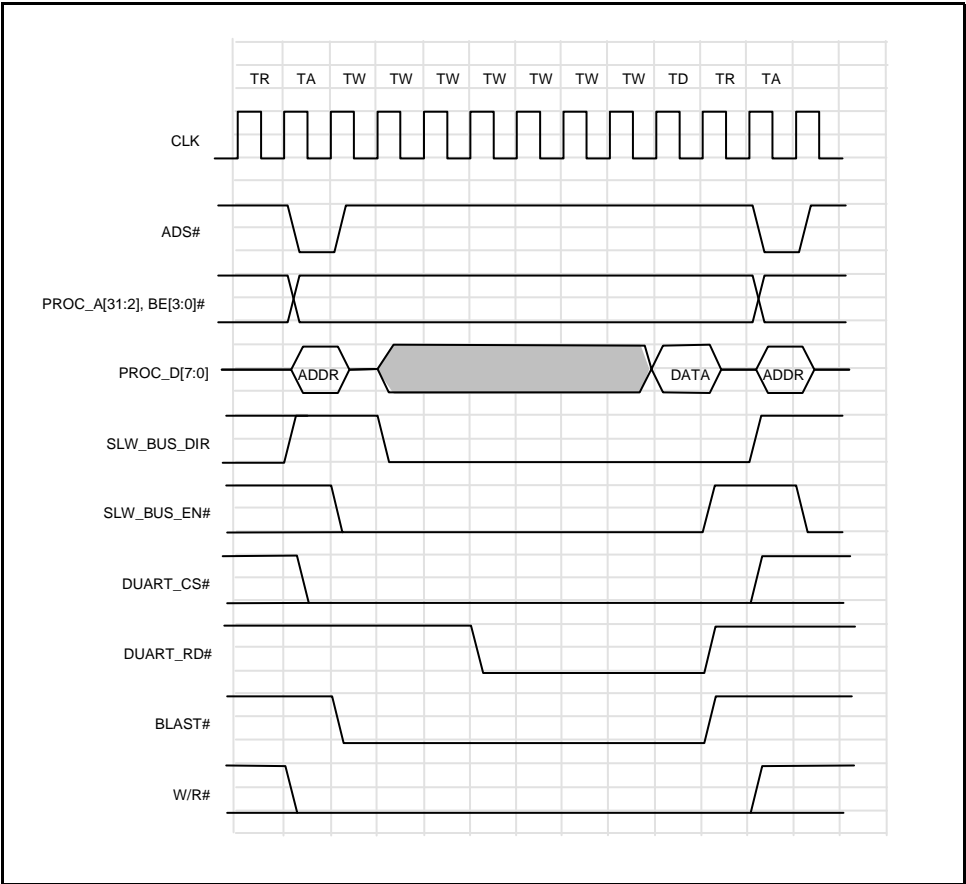 TR TA TW TW TW TW TW TW TW TD TR TA
CLK
ADS#
PROC_A[31:2], BE[3:0]#
PROC_D[7:0] ADDR DATA ADDR
SLW_BUS_DIR
SLW_BUS_EN#
DUART_CS#
DUART_RD#
BLAST#
W/R#